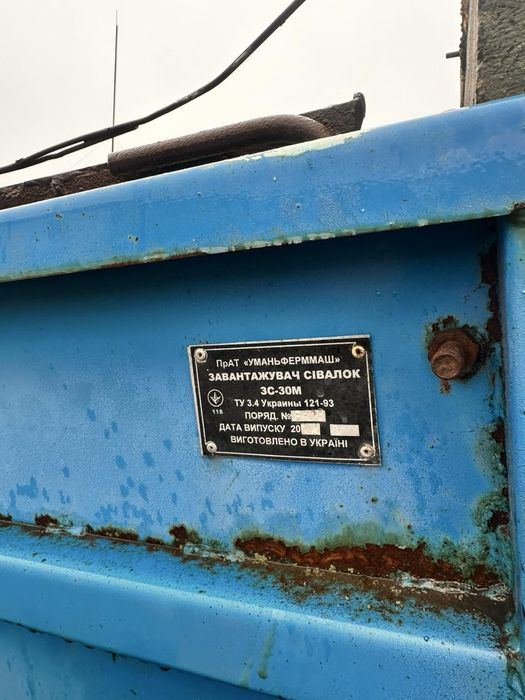 ПрАТ «УМАНЬФЕРММАШ»
ЗАВАНТАЖУВАЧ СІВАЛОК
ЗС-30М
ТУ 3.4 Украины 121-93
118
ПОРЯД. №
ДАТА ВИПУСКУ 20
ВИГОТОВЛЕНО В УКРАЇНІ